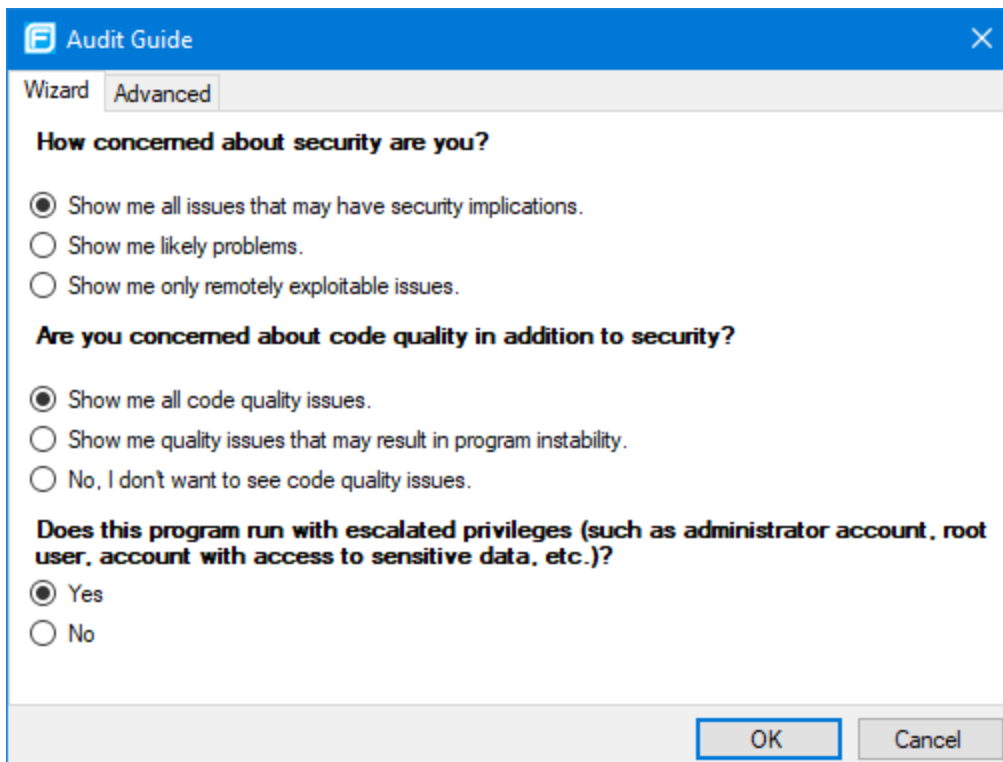 Audit Guide
Wizard Advanced
How concerned about security are you?
Show me all issues that may have security implications.
Show me likely problems.
Show me only remotely exploitable issues.
Are you concerned about code quality in addition to security?
Show me all code quality issues.
Show me quality issues that may result in program instability.
No, I don't want to see code quality issues.
Does this program run with escalated privileges (such as administrator account, root
user, account with access to sensitive data, etc.)?
Yes
No
OK Cancel